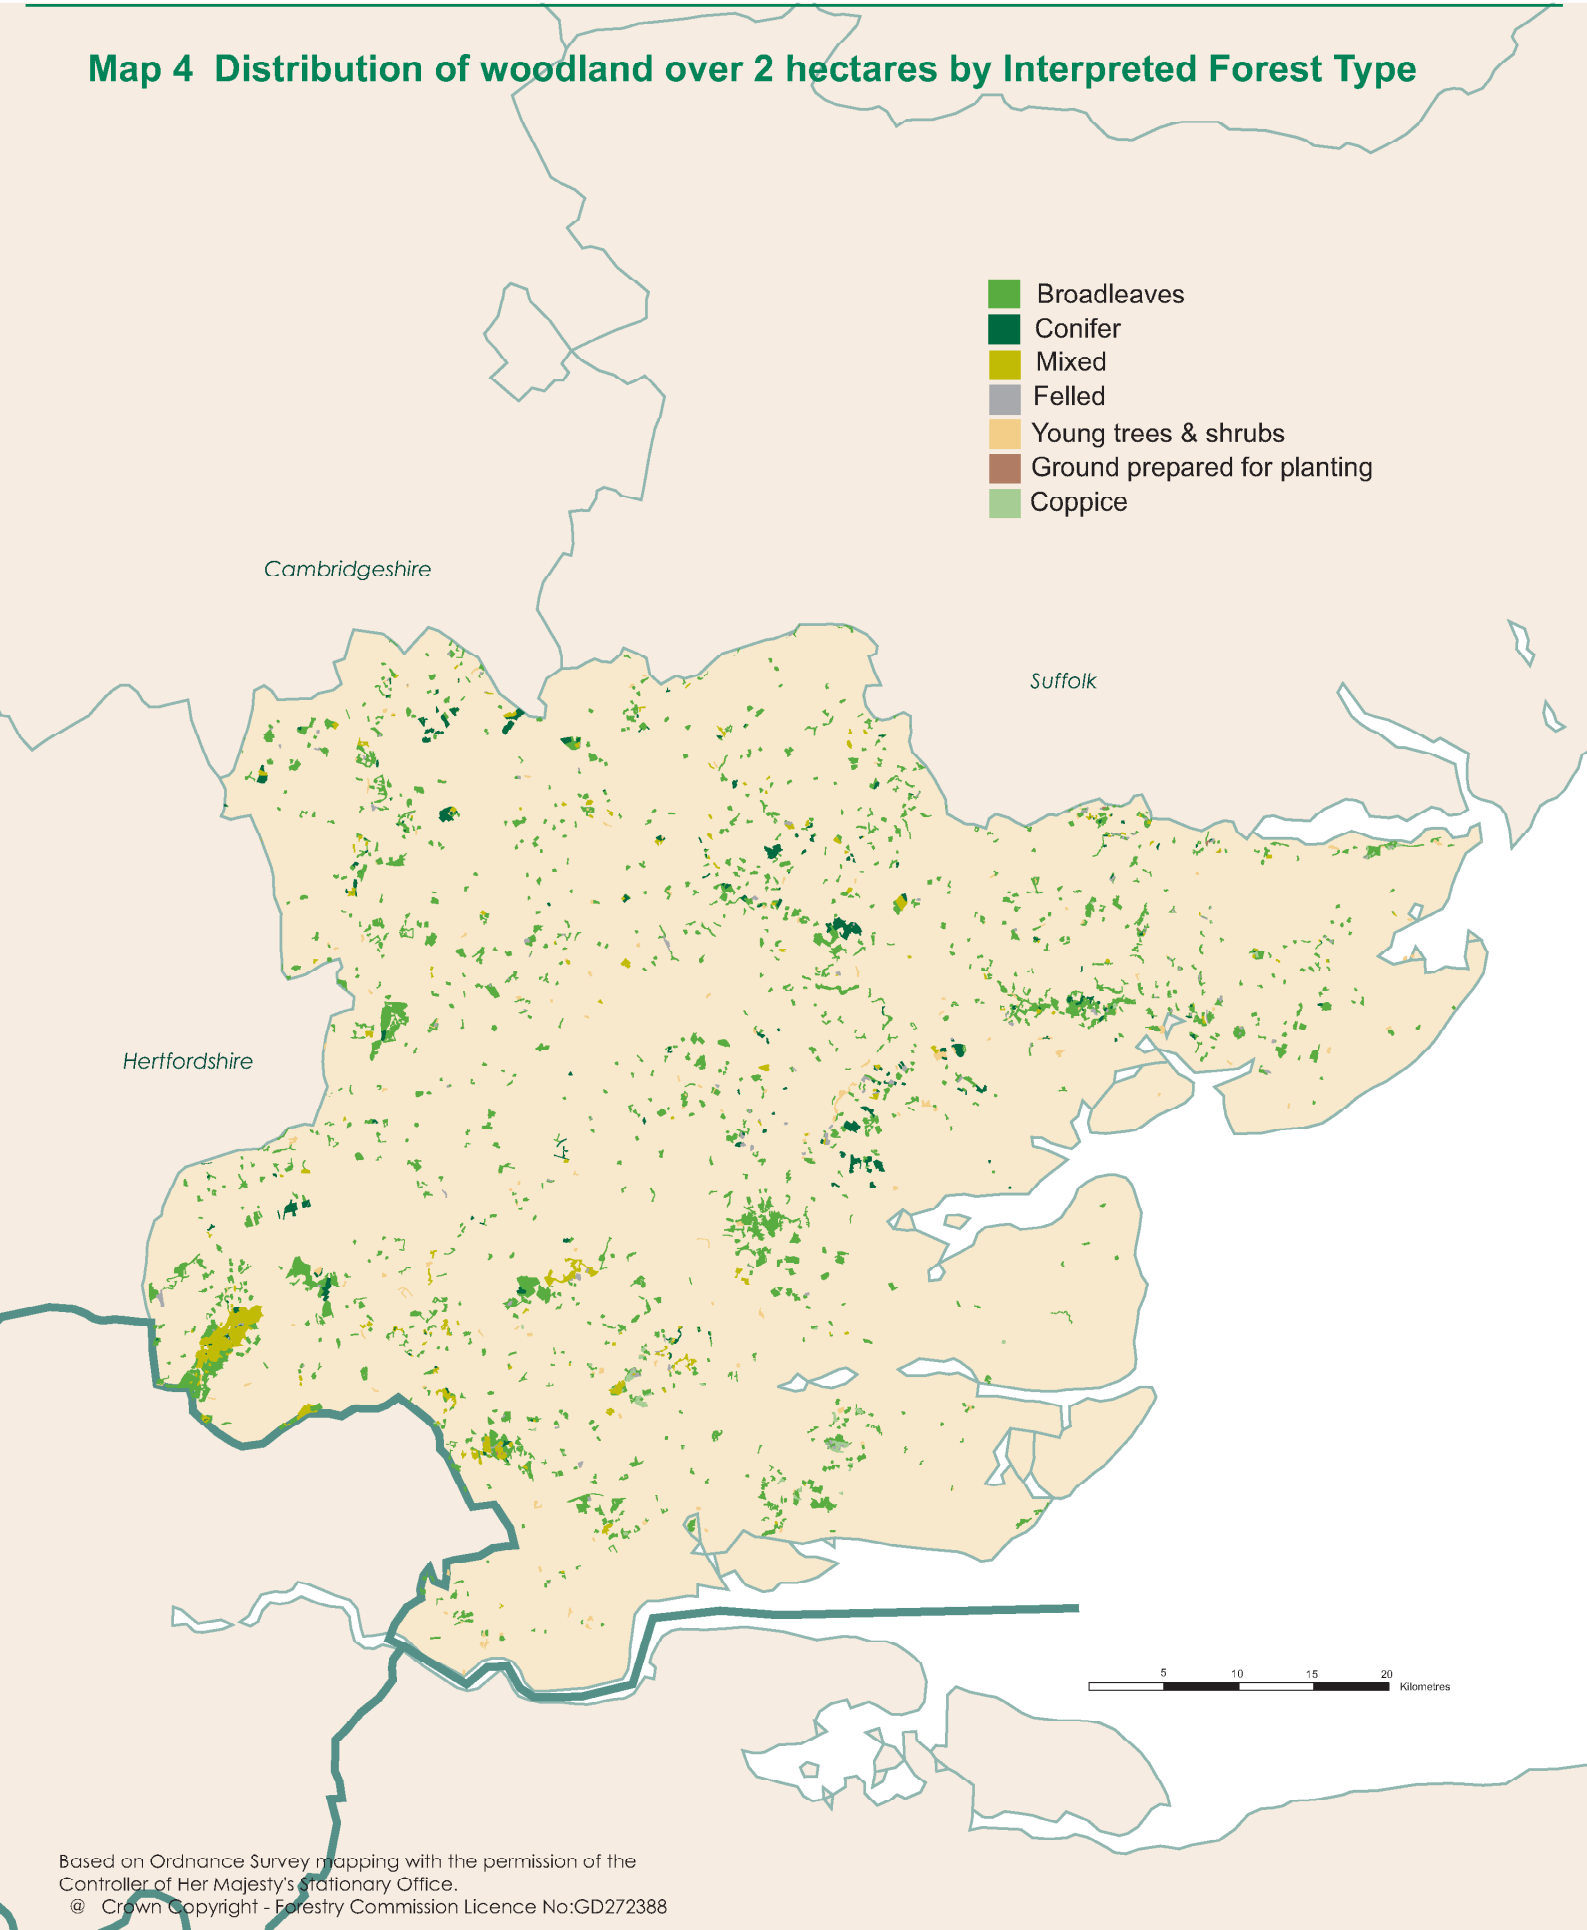 Map 4 Distribution of woodland over 2 hectares by Interpreted Forest Type
Broadleaves
Conifer
Mixed
Felled
Young trees & shrubs
Ground prepared for planting
Coppice
Cambridgeshire
Suffolk
Hertfordshire
5 10 15 20
Kilometres
Based on Ordnance Survey mapping with the permission of the
Controller of Her Majesty's Stationary Office.
@ Crown Copyright - Forestry Commission Licence No:GD272388